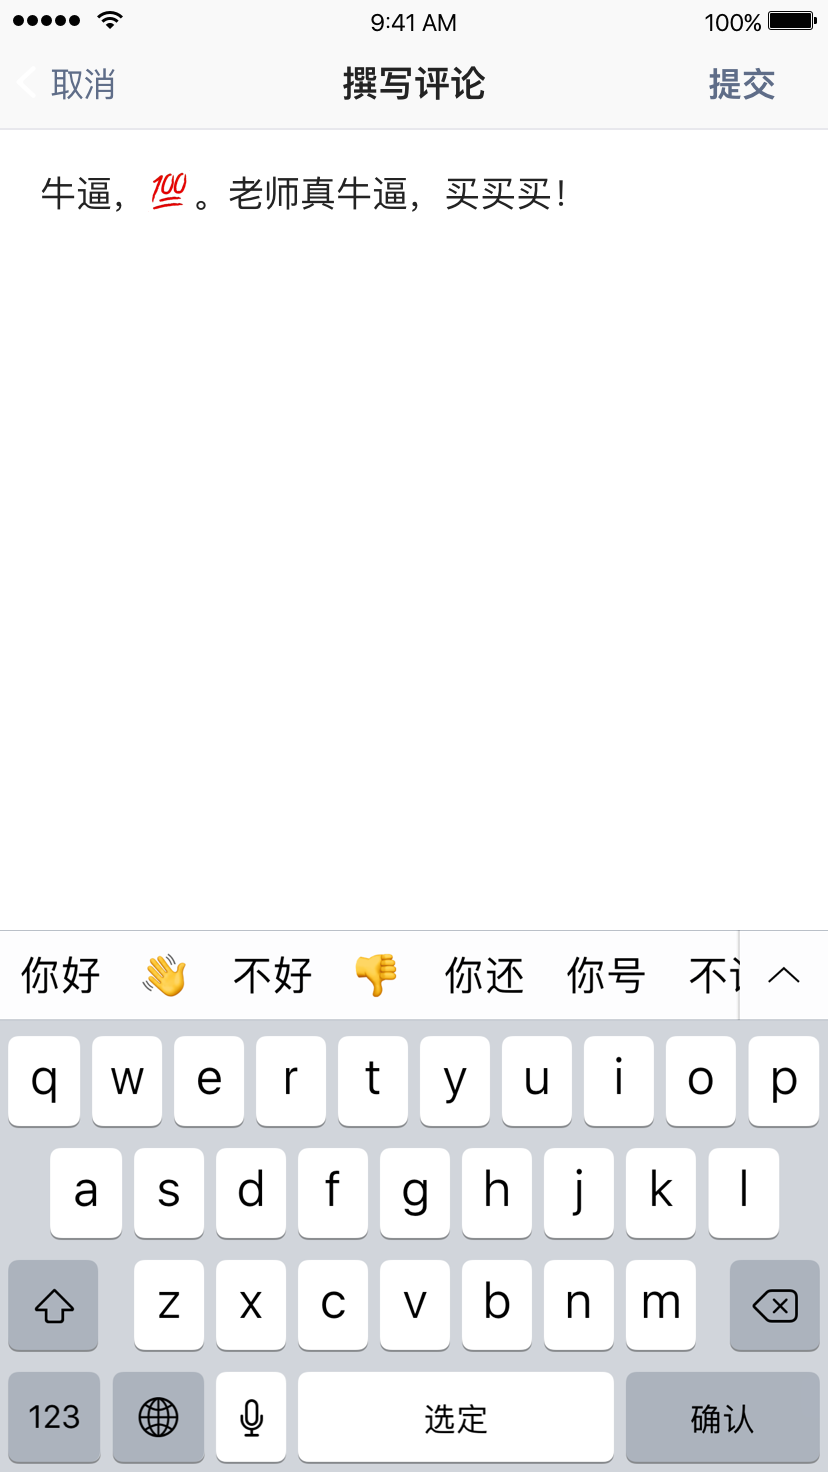 9:41 AM 100%
取消 撰写评论 提交
牛逼，💯。老师真牛逼，买买买！
你好 👋 不好 👎 你还 你号 不
q w e r t y u i o p
a s d f g h j k l
z x c v b n m
123 选定 确认